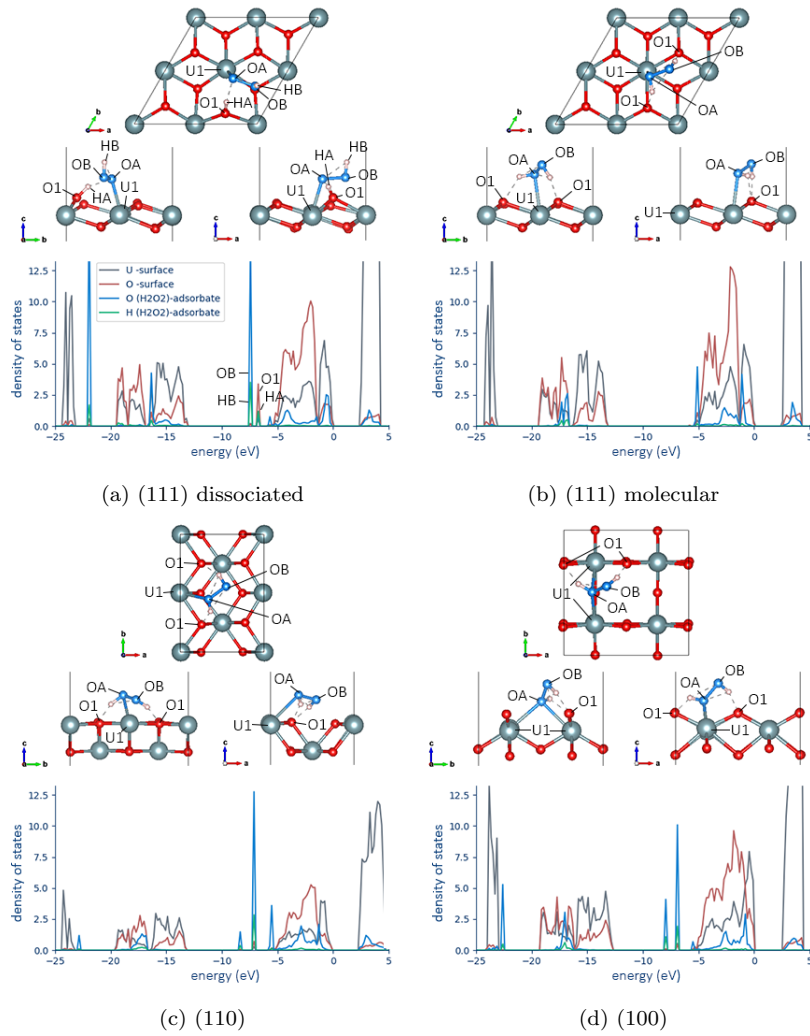 O1
U1
OA
HB
OB
O1
HA
b
a
HB
OB
OA
O1
U1
HA
c
b
HB
HA
OA
OB
U1
O1
c
a
density of states
12.5
10.0
7.5
5.0
2.5
0.0
U -surface
O -surface
O (H2O2)-adsorbate
H (H2O2)-adsorbate
OB
O1
HB
HA
−25 −20 −15 −10 −5 0 5
energy (eV)
(a) (111) dissociated
O1
OB
U1
O1
OA
b
a
OB
OA
O1
U1
c
b
OA
OB
O1
U1
c
a
density of states
12.5
10.0
7.5
5.0
2.5
0.0
−25 −20 −15 −10 −5 0 5
energy (eV)
(b) (111) molecular
O1
OB
U1
O1
OA
b
a
OA
OB
O1
O1
U1
c
b
OA
OB
U1
O1
c
a
density of states
12.5
10.0
7.5
5.0
2.5
0.0
−25 −20 −15 −10 −5 0 5
energy (eV)
(c) (110)
O1
U1
OB
OA
b
a
OB
OA
O1
U1
c
b
OB
OA
O1
O1
U1
c
a
density of states
12.5
10.0
7.5
5.0
2.5
0.0
−25 −20 −15 −10 −5 0 5
energy (eV)
(d) (100)